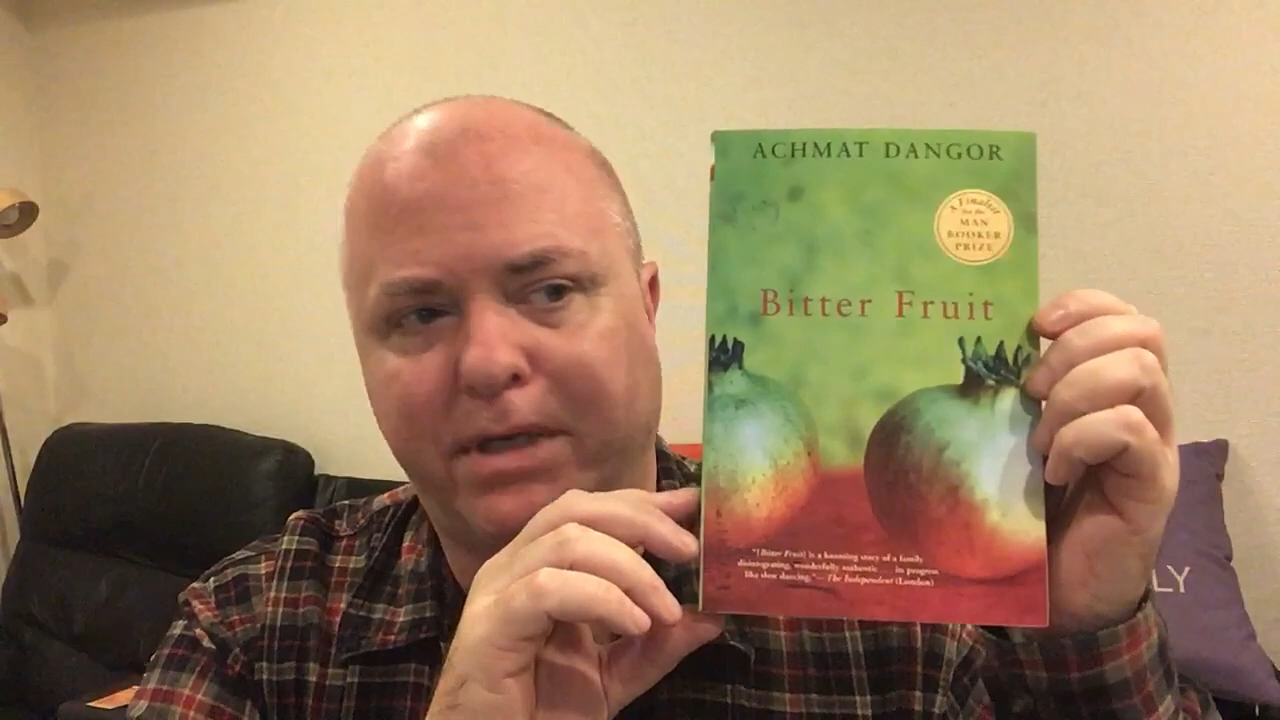 ACHMAT DANGOR
A Finalist
for the
MAN
BOOKER
PRIZE
Bitter Fruit
"[Bitter Fruit] is a haunting story of a family
disintegrating, wonderfully authentic . . . its progress
like slow dancing."— The Independent (London)
LY